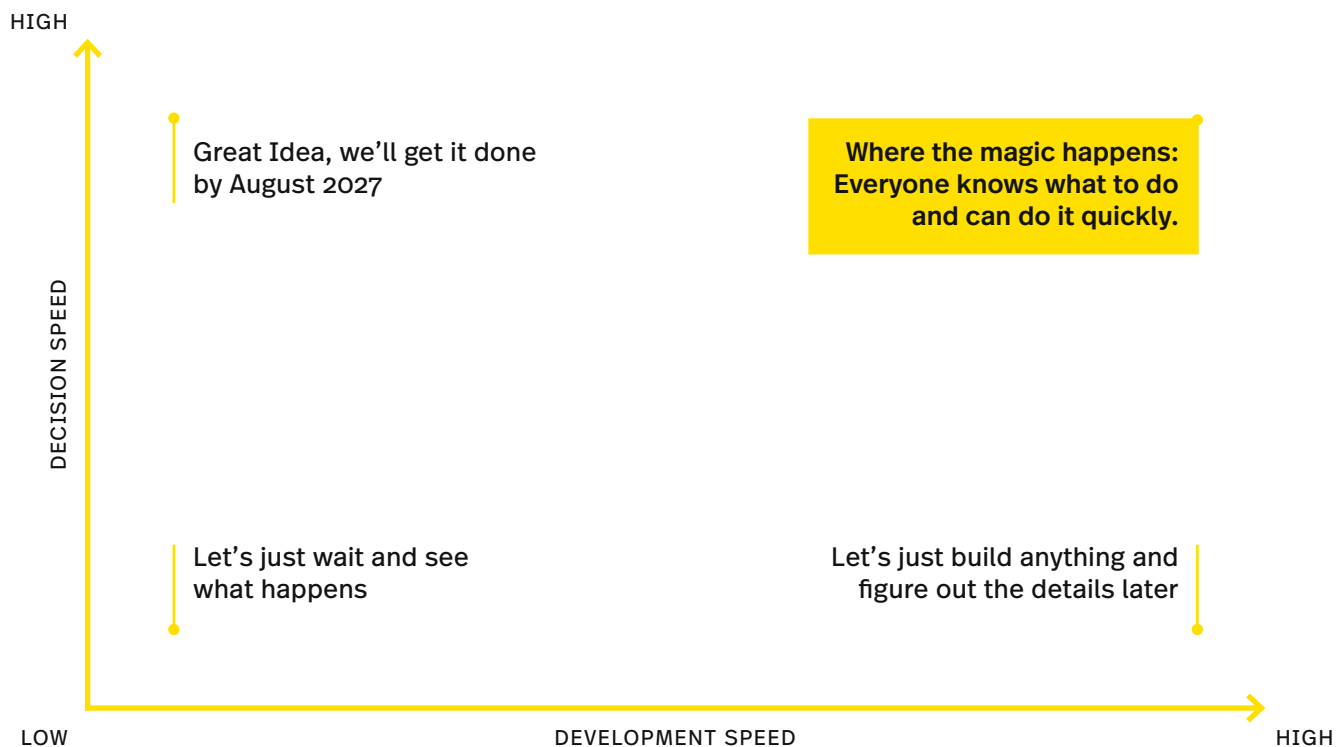 HIGH
Great Idea, we’ll get it done
by August 2027
Where the magic happens:
Everyone knows what to do
and can do it quickly.
DECISION SPEED
Let’s just wait and see
what happens
Let’s just build anything and
figure out the details later
LOW
DEVELOPMENT SPEED
HIGH